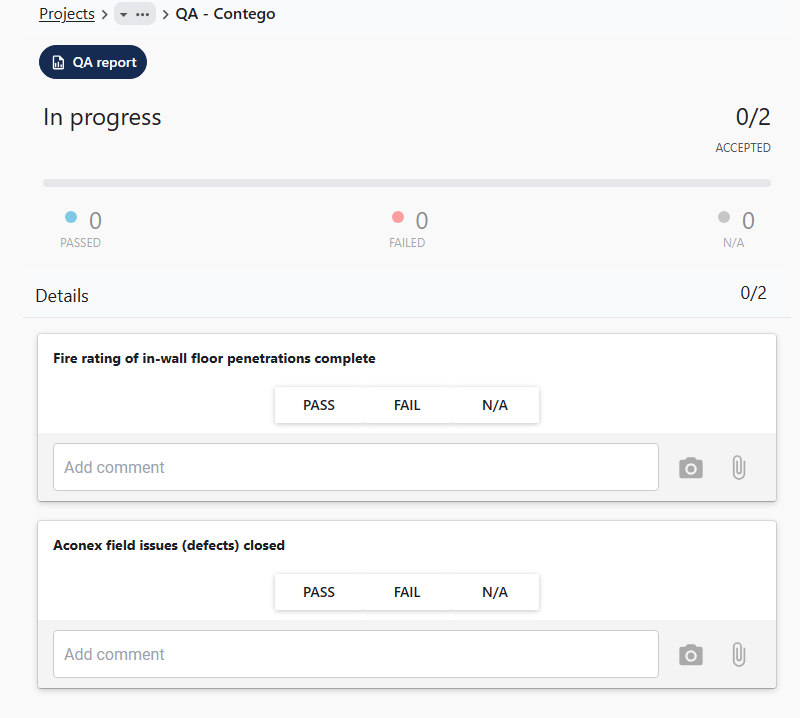 Projects > ... > QA - Contego
QA report
In progress
0/2
ACCEPTED
0
PASSED
0
FAILED
0
N/A
Details
0/2
Fire rating of in-wall floor penetrations complete
PASS FAIL N/A
Add comment
Aconex field issues (defects) closed
PASS FAIL N/A
Add comment